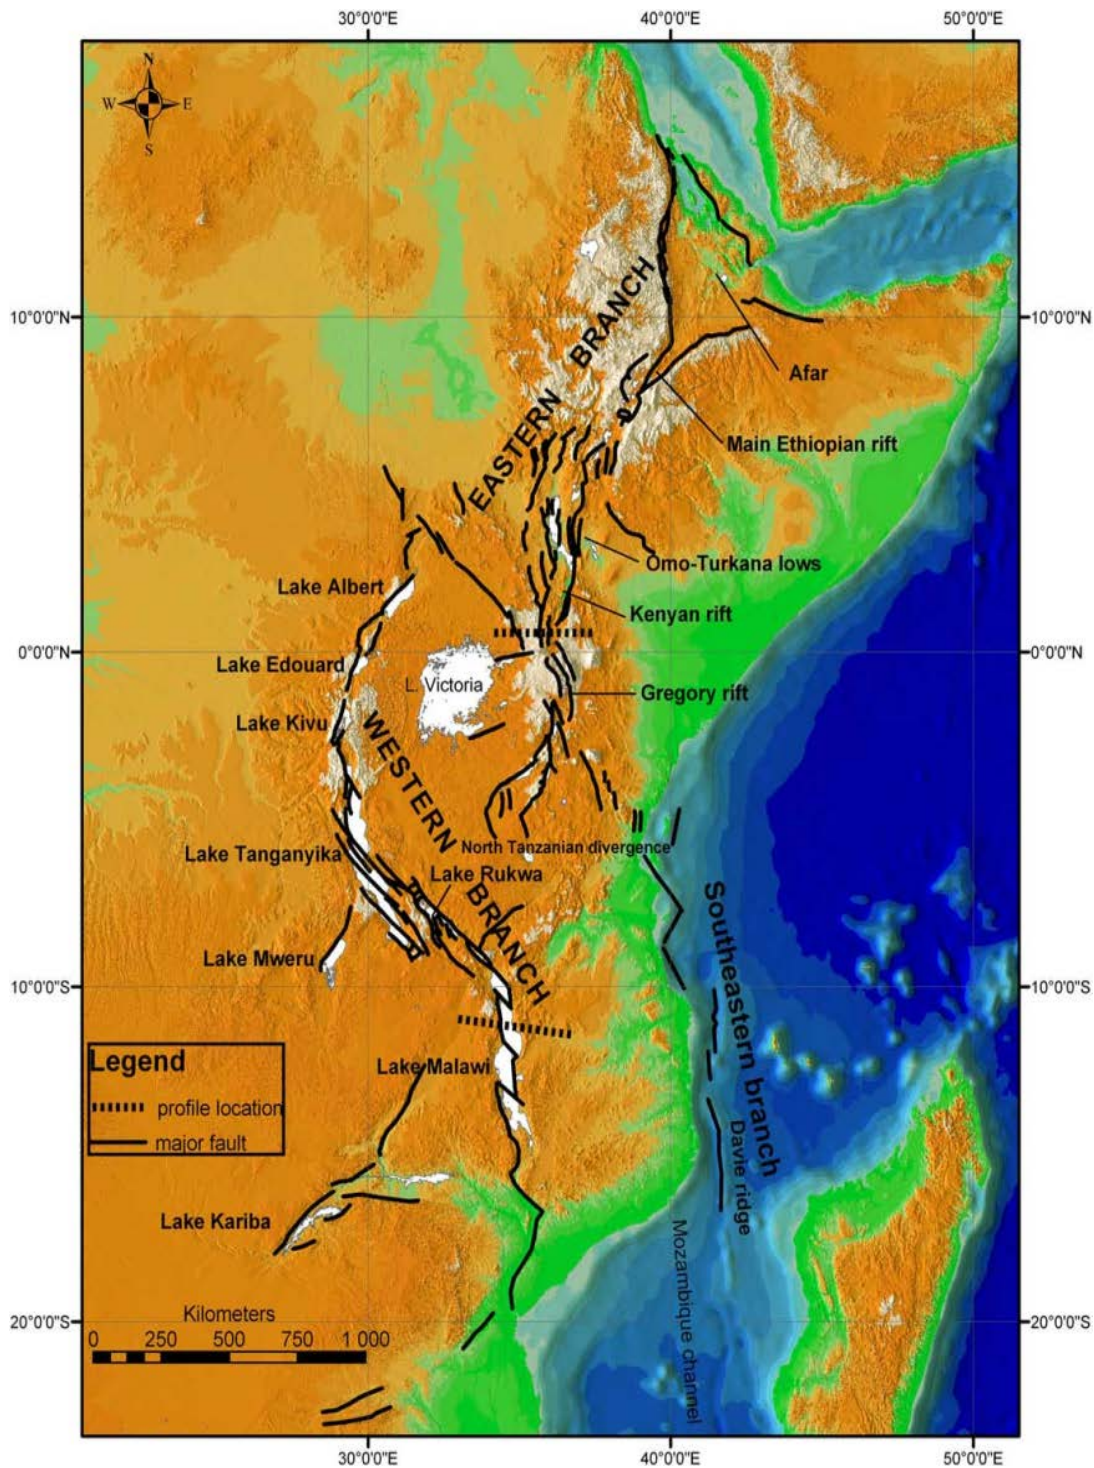 30°0'0"E
40°0'0"E
50°0'0"E
N
W
E
S
10°0'0"N
10°0'0"N
EASTERN BRANCH
Afar
Main Ethiopian rift
Omo-Turkana lows
Lake Albert
Kenyan rift
0°0'0"N
0°0'0"N
Lake Edouard
L. Victoria
Gregory rift
Lake Kivu
WESTERN BRANCH
North Tanzanian divergence
Lake Tanganyika
Lake Rukwa
Southeastern branch
Lake Mweru
10°0'0"S
10°0'0"S
Legend
profile location
major fault
Lake Malawi
Davie ridge
Lake Kariba
Mozambique channel
Kilometers
0 250 500 750 1 000
20°0'0"S
20°0'0"S
30°0'0"E
40°0'0"E
50°0'0"E